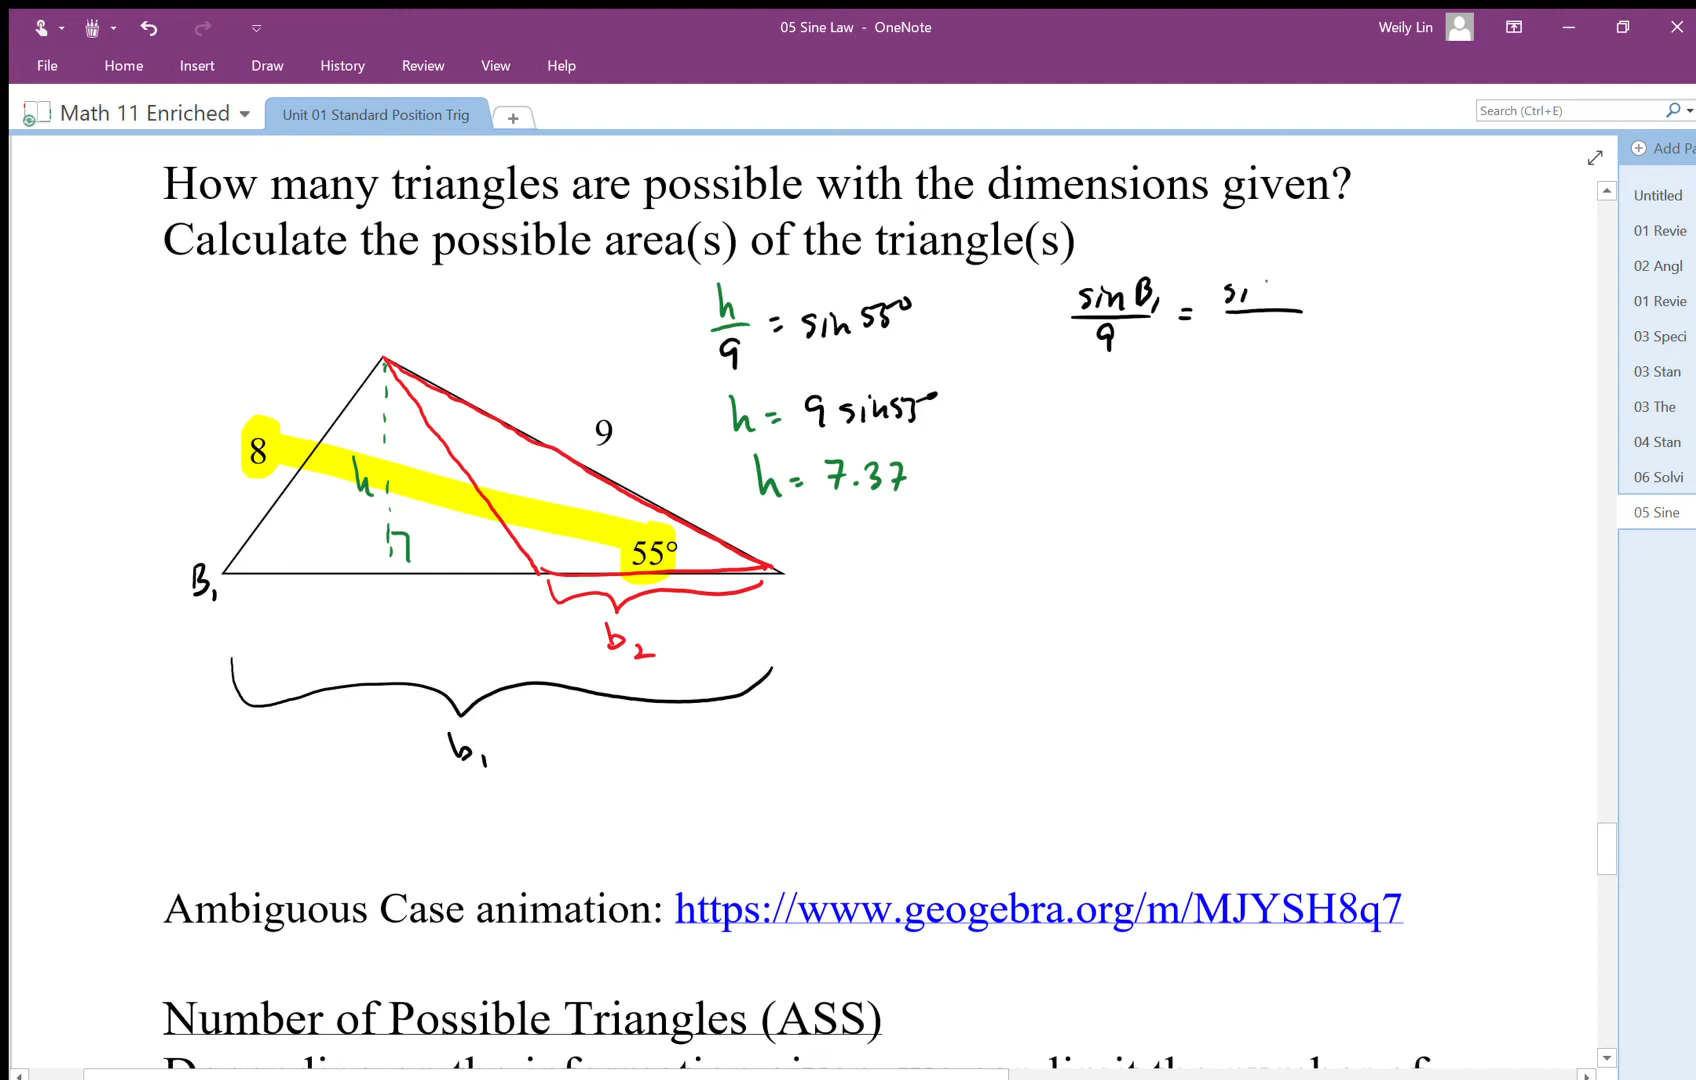 05 Sine Law - OneNote
Weily Lin
File Home Insert Draw History Review View Help
Math 11 Enriched
Unit 01 Standard Position Trig
+
Search (Ctrl+E)
How many triangles are possible with the dimensions given?
Calculate the possible area(s) of the triangle(s)
h/9 = sin 55°
h = 9 sin 55°
h = 7.37
sin B₁/9 = si
8
h
9
55°
B₁
b₂
b₁
Ambiguous Case animation: https://www.geogebra.org/m/MJYSH8q7
Number of Possible Triangles (ASS)
Add Pa
Untitled
01 Revie
02 Angl
01 Revie
03 Speci
03 Stan
03 The
04 Stan
06 Solvi
05 Sine